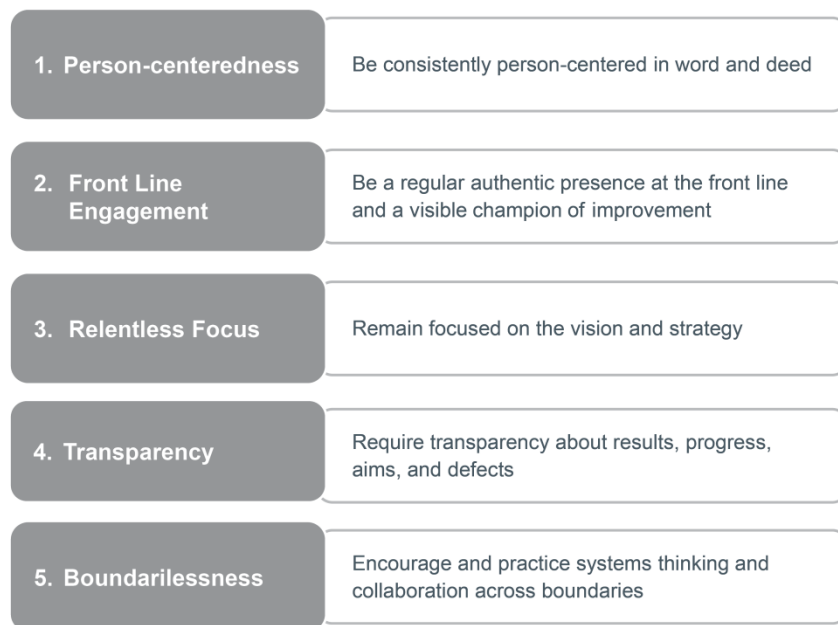 1. Person-centeredness
Be consistently person-centered in word and deed
2. Front Line
Engagement
Be a regular authentic presence at the front line
and a visible champion of improvement
3. Relentless Focus
Remain focused on the vision and strategy
4. Transparency
Require transparency about results, progress,
aims, and defects
5. Boundarilessness
Encourage and practice systems thinking and
collaboration across boundaries